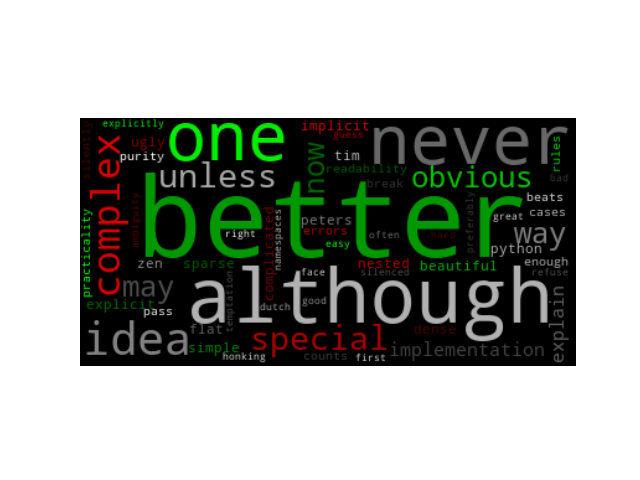 explicitly
implicit
one
never
silently
ugly
guess
rules
purity
tim
now
readability
complex
unless
break
obvious
bad
better
beats
preferably
ambiguity
great
cases
practicality
complicated
namespaces
peters
errors
right
easy
often
hard
way
python
zen
sparse
face
nested
silenced
beautiful
enough
refuse
although
may
temptation
explicit
pass
dutch
good
idea
flat
special
dense
explain
simple
honking
counts
first
implementation